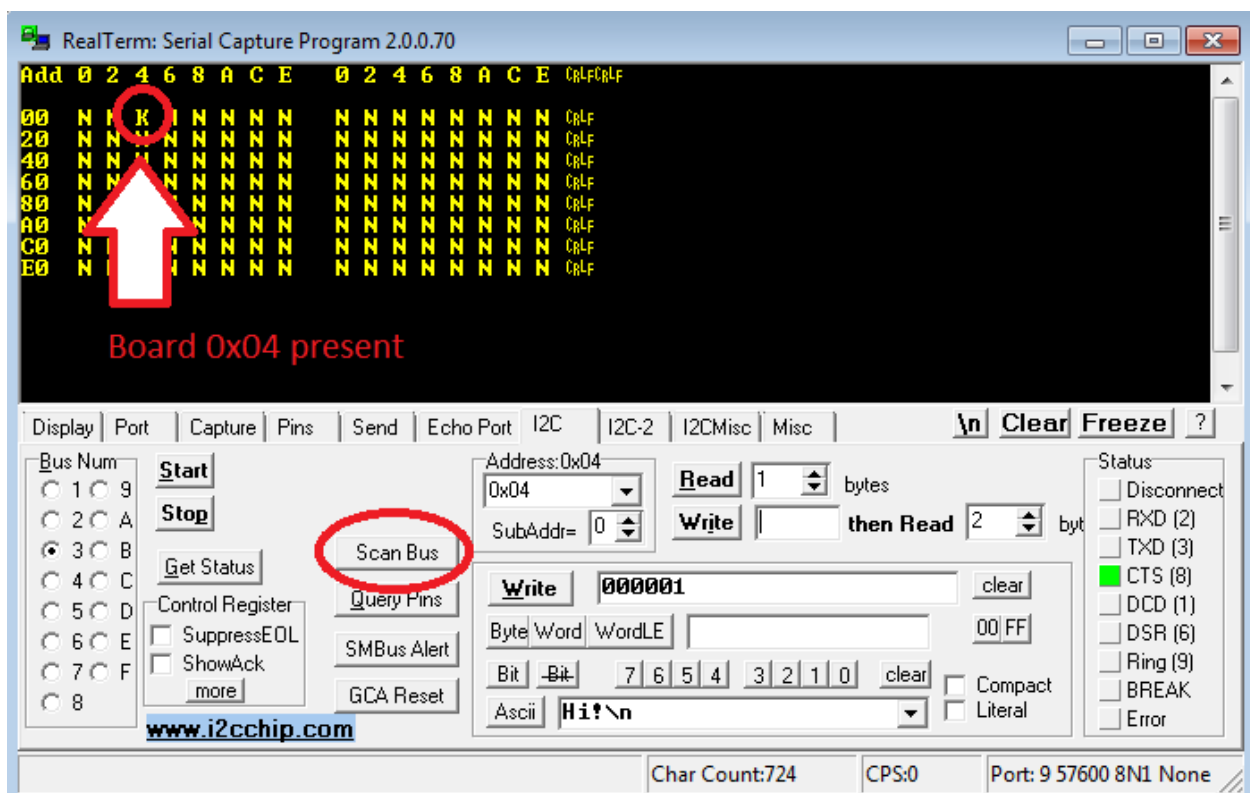 RealTerm: Serial Capture Program 2.0.0.70
Add 0 2 4 6 8 A C E 0 2 4 6 8 A C E CRLFCRLF
00 N K N N N N N N N N N N N N CRLF
20 N N N N N N N N N N N N N N N CRLF
40 N N N N N N N N N N N N N N N CRLF
60 N N N N N N N N N N N N N N CRLF
80 N N N N N N N N N N N N N CRLF
A0 N N N N N N N N N N N N CRLF
C0 N N N N N N N N N N N N N CRLF
E0 N N N N N N N N N N N N N CRLF
Board 0x04 present
Display Port Capture Pins Send Echo Port I2C I2C-2 I2CMisc Misc \n Clear Freeze ?
Bus Num
1 9
2 A
3 B
4 C
5 D
6 E
7 F
8
Start
Stop
Get Status
Control Register
SuppressEOL
ShowAck
more
www.i2cchip.com
Scan Bus
Query Pins
SMBus Alert
GCA Reset
Address:0x04
0x04
SubAddr= 0
Read 1 bytes
Write then Read 2 byt
Write 000001 clear
Byte Word WordLE 00 FF
Bit Bit 7 6 5 4 3 2 1 0 clear
Ascii Hi!\n
Compact
Literal
Status
Disconnect
RXD (2)
TXD (3)
CTS (8)
DCD (1)
DSR (6)
Ring (9)
BREAK
Error
Char Count:724 CPS:0 Port: 9 57600 8N1 None